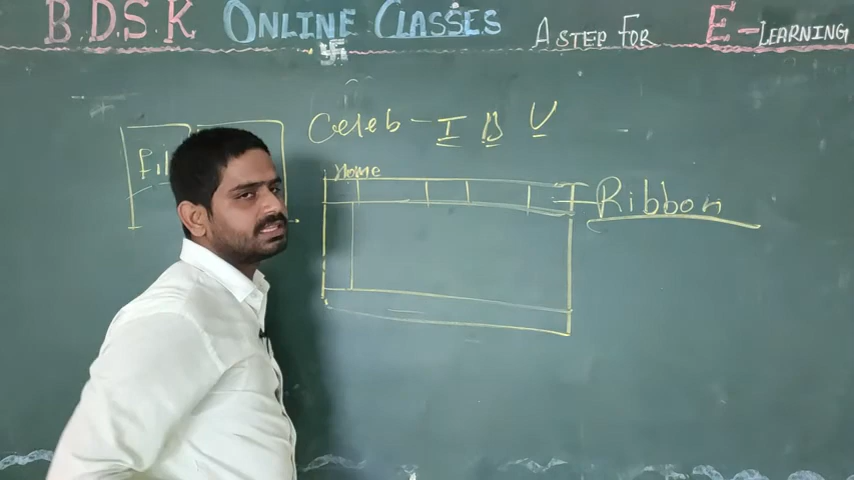 B.D.S.K ONLINE CLASSES A STEP FOR E-LEARNING
Celeb - I B U
Home
Ribbon